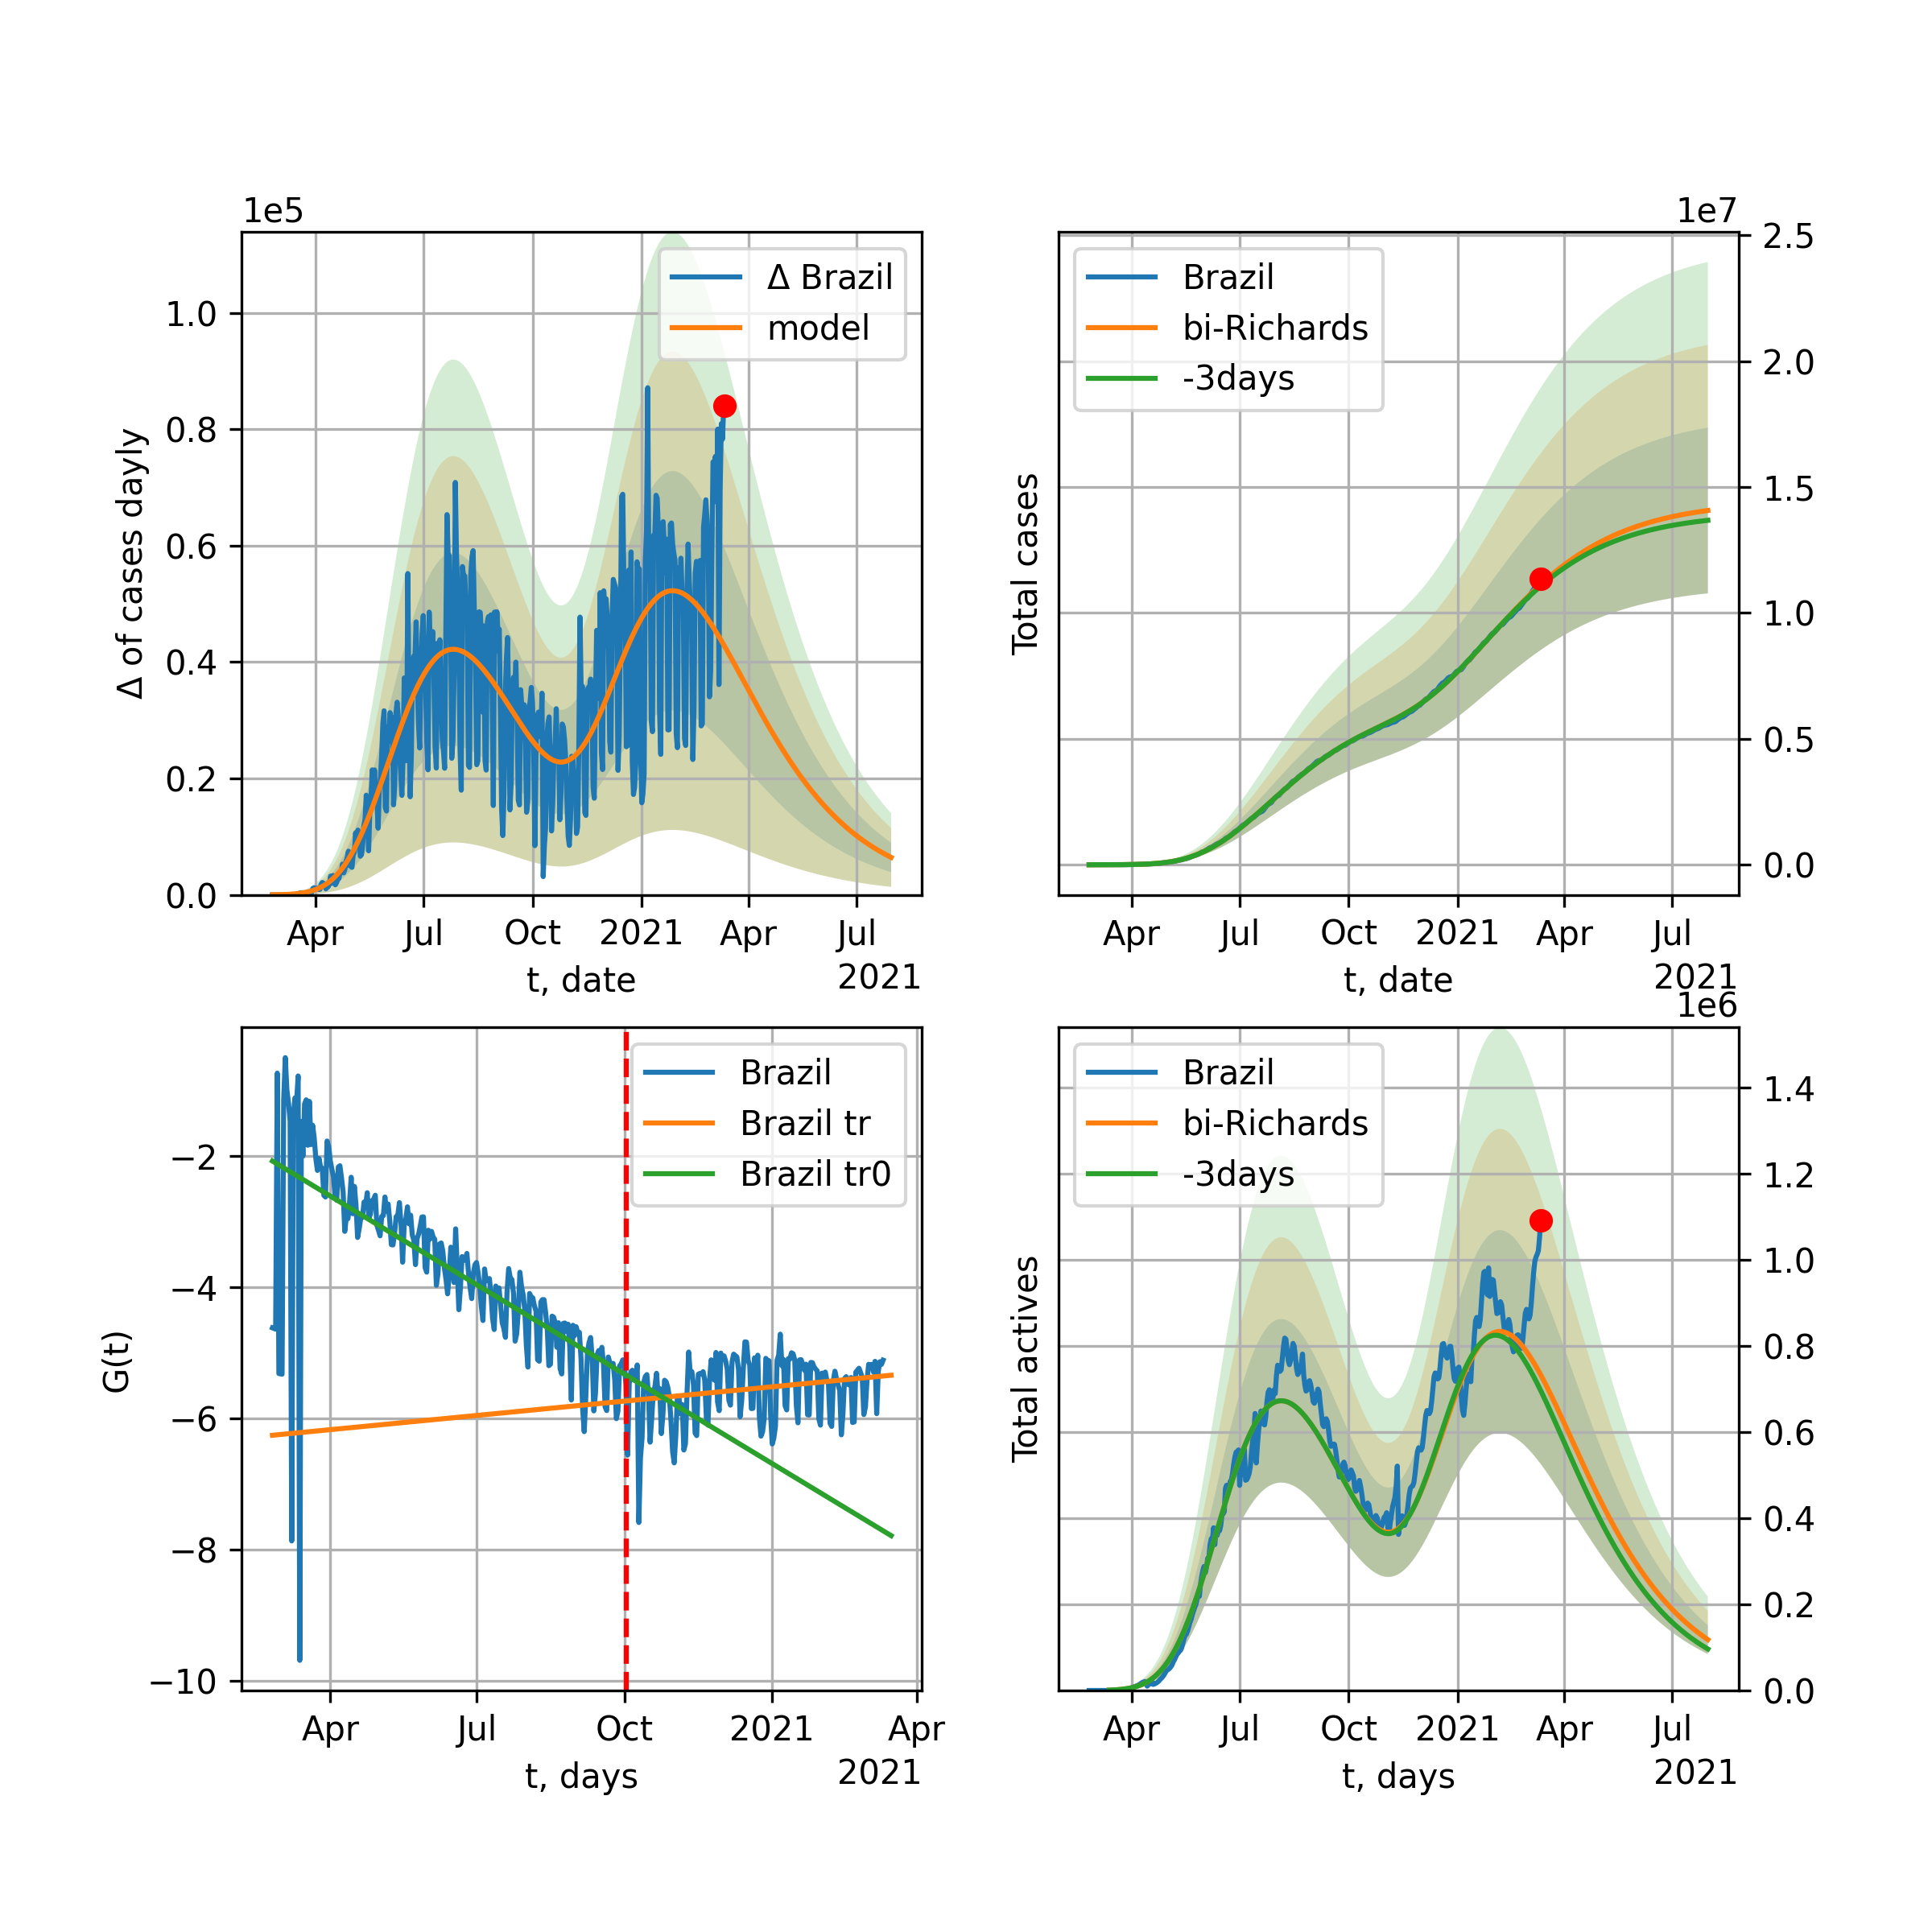 1e5
Δ Brazil
model
1.0
0.8
0.6
0.4
0.2
0.0
Δ of cases dayly
Apr Jul Oct 2021 Apr Jul
2021
t, date
1e7
Brazil
bi-Richards
-3days
2.5
2.0
1.5
1.0
0.5
0.0
Total cases
Apr Jul Oct 2021 Apr Jul
2021
t, date
Brazil
Brazil tr
Brazil tr0
−2
−4
−6
−8
−10
G(t)
Apr Jul Oct 2021 Apr
2021
t, days
1e6
Brazil
bi-Richards
-3days
1.4
1.2
1.0
0.8
0.6
0.4
0.2
0.0
Total actives
Apr Jul Oct 2021 Apr Jul
2021
t, days